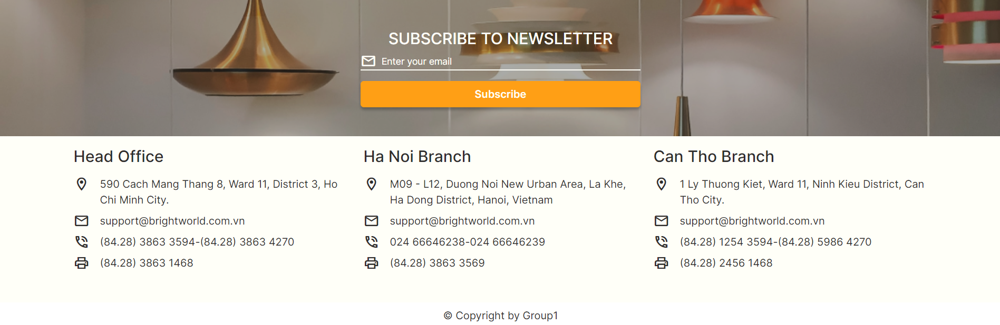 SUBSCRIBE TO NEWSLETTER
Enter your email
Subscribe
Head Office
590 Cach Mang Thang 8, Ward 11, District 3, Ho
Chi Minh City.
support@brightworld.com.vn
(84.28) 3863 3594-(84.28) 3863 4270
(84.28) 3863 1468
Ha Noi Branch
M09 - L12, Duong Noi New Urban Area, La Khe,
Ha Dong District, Hanoi, Vietnam
support@brightworld.com.vn
024 66646238-024 66646239
(84.28) 3863 3569
Can Tho Branch
1 Ly Thuong Kiet, Ward 11, Ninh Kieu District, Can
Tho City.
support@brightworld.com.vn
(84.28) 1254 3594-(84.28) 5986 4270
(84.28) 2456 1468
© Copyright by Group1